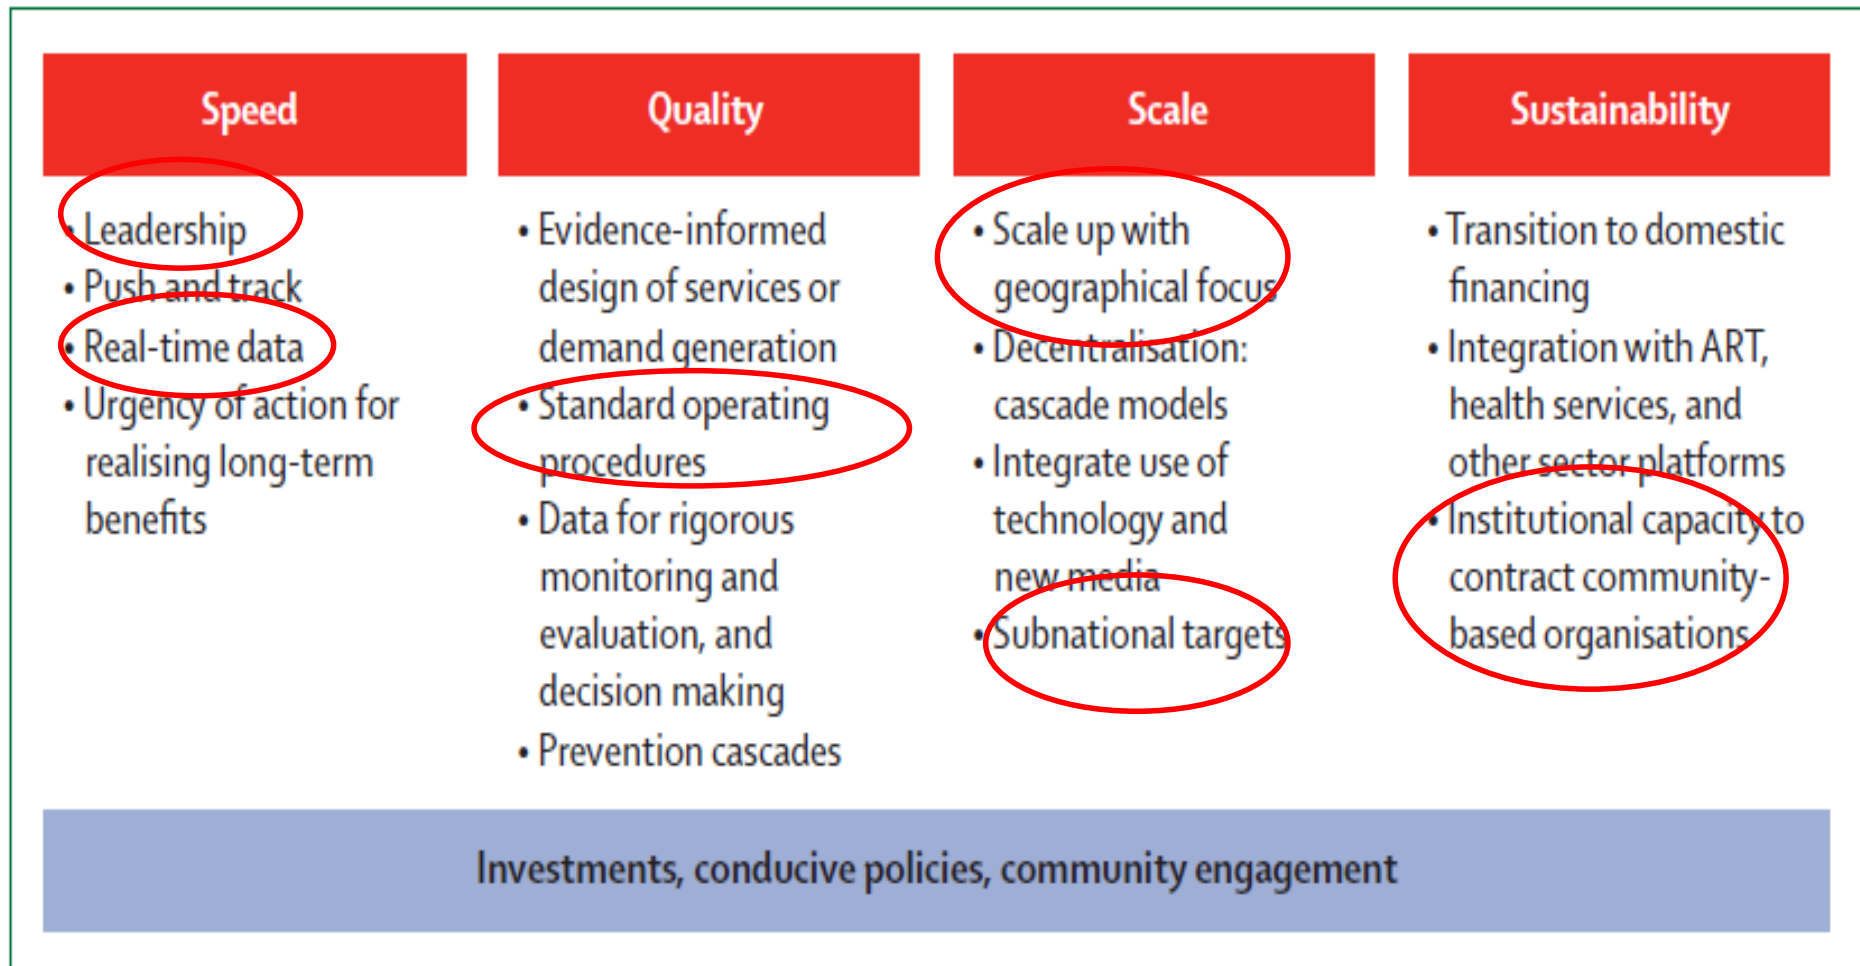 Speed
• Leadership
• Push and track
• Real-time data
• Urgency of action for
realising long-term
benefits
Quality
• Evidence-informed
design of services or
demand generation
• Standard operating
procedures
• Data for rigorous
monitoring and
evaluation, and
decision making
• Prevention cascades
Scale
• Scale up with
geographical focus
• Decentralisation:
cascade models
• Integrate use of
technology and
new media
• Subnational targets
Sustainability
• Transition to domestic
financing
• Integration with ART,
health services, and
other sector platforms
• Institutional capacity to
contract community-
based organisations
Investments, conducive policies, community engagement